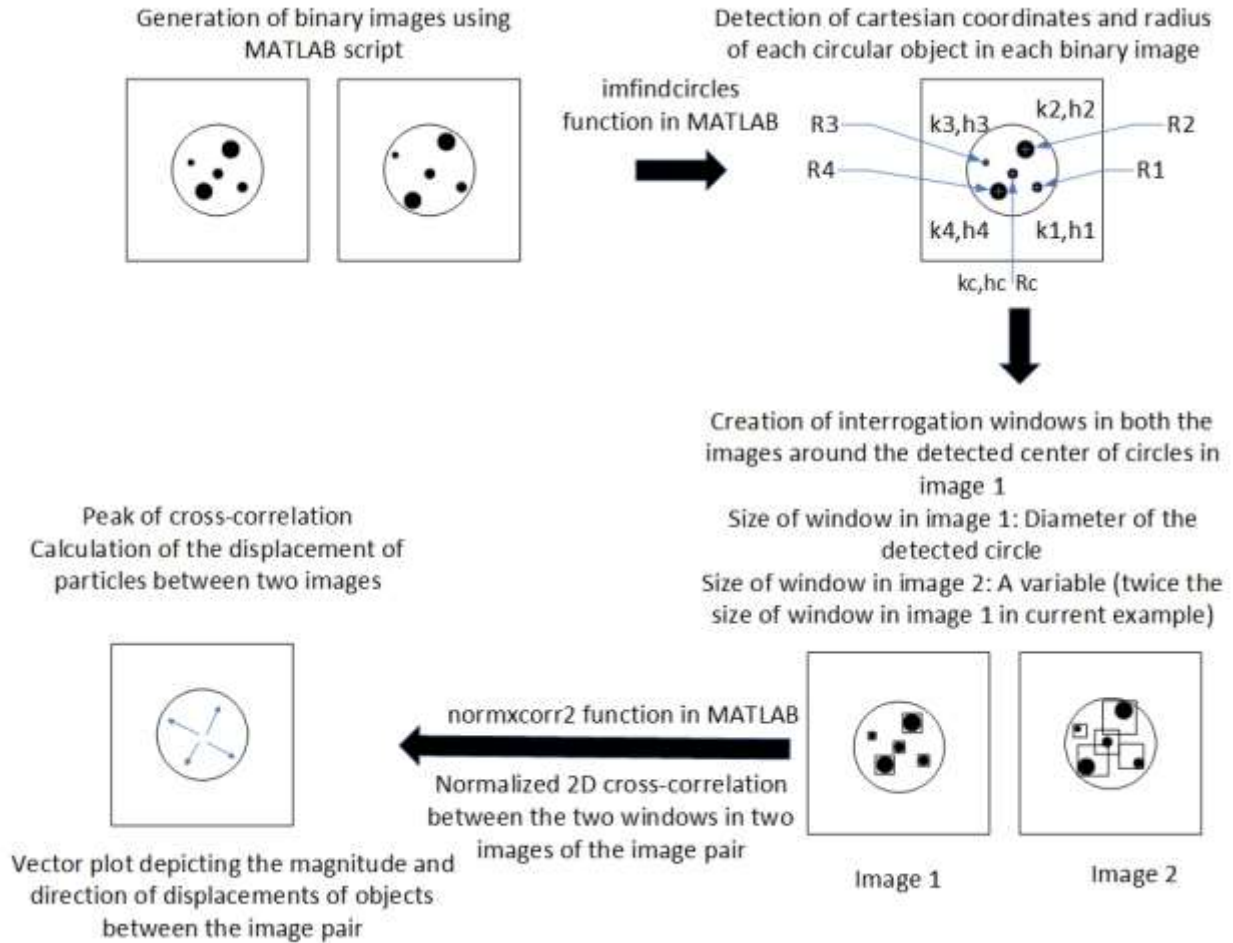 Generation of binary images using
MATLAB script
imfindcircles
function in MATLAB
Detection of cartesian coordinates and radius
of each circular object in each binary image
k2,h2
R3
k3,h3
R2
R4
R1
k4,h4
k1,h1
kc,hc
Rc
Creation of interrogation windows in both the
images around the detected center of circles in
image 1
Size of window in image 1: Diameter of the
detected circle
Size of window in image 2: A variable (twice the
size of window in image 1 in current example)
Image 1
Image 2
normxcorr2 function in MATLAB
Normalized 2D cross-correlation
between the two windows in two
images of the image pair
Peak of cross-correlation
Calculation of the displacement of
particles between two images
Vector plot depicting the magnitude and
direction of displacements of objects
between the image pair